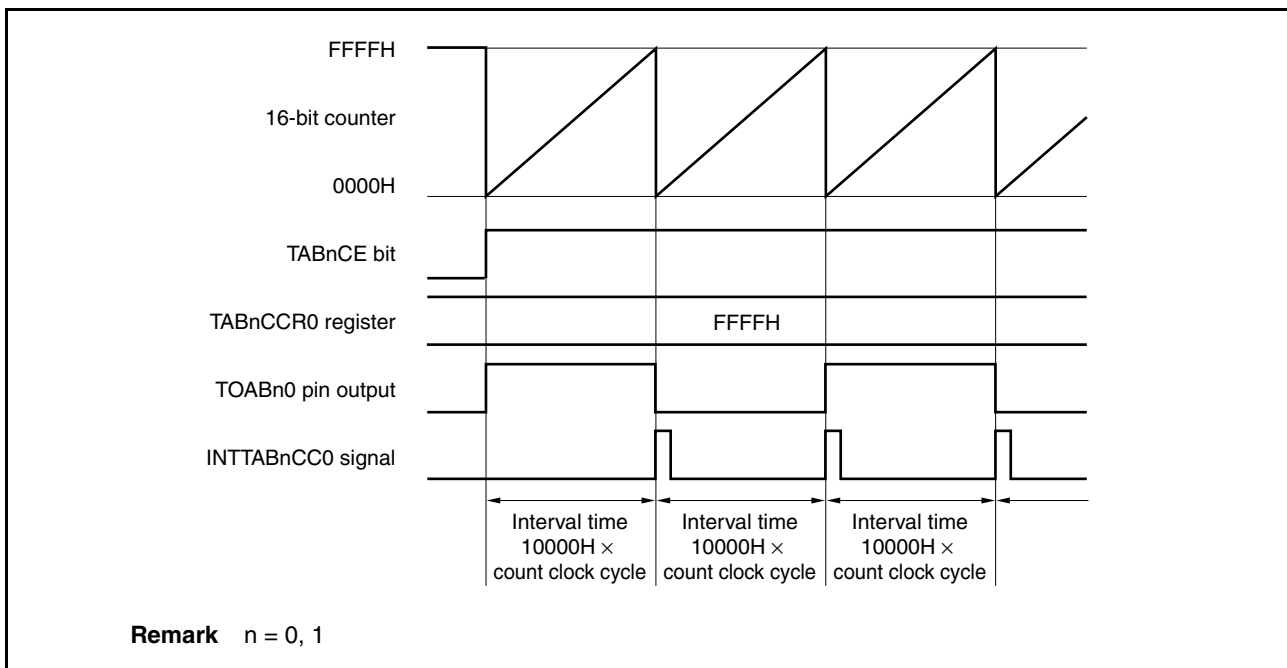 FFFFH
16-bit counter
0000H
TABnCE bit
TABnCCR0 register
FFFFH
TOABn0 pin output
INTTABnCC0 signal
Interval time
10000H ×
count clock cycle
Interval time
10000H ×
count clock cycle
Interval time
10000H ×
count clock cycle
Remark n = 0, 1